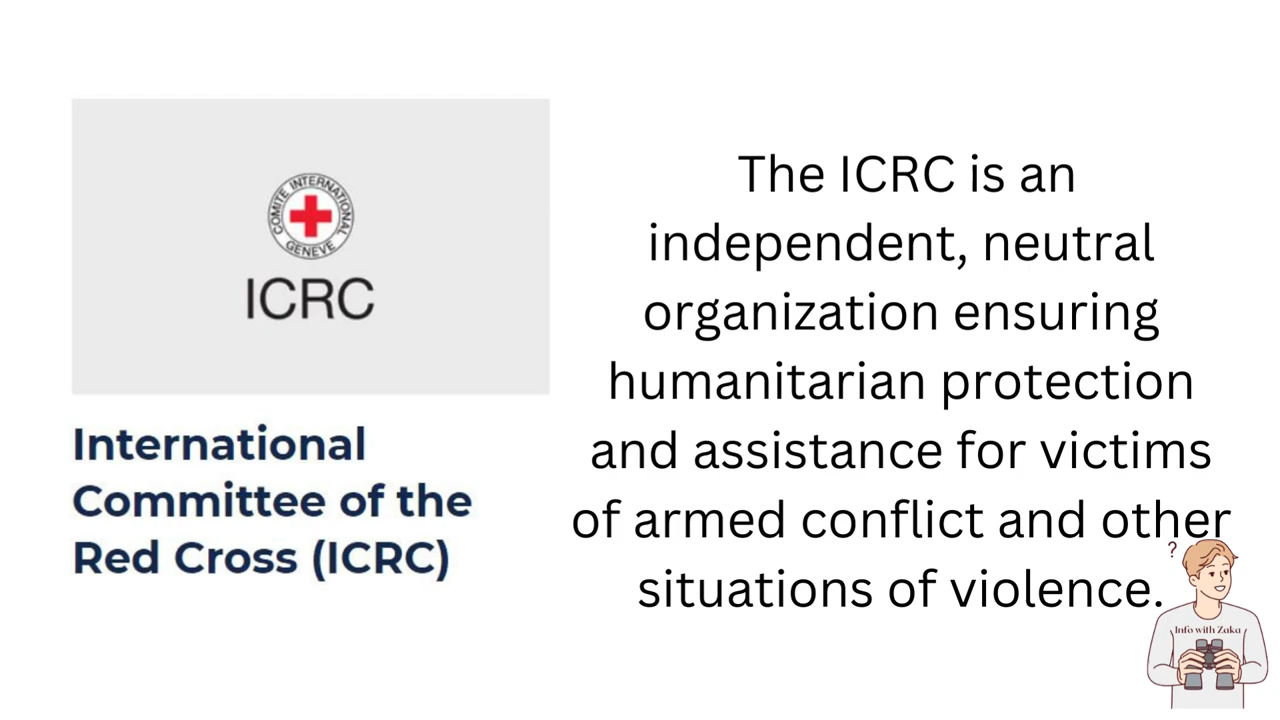 COMITE INTERNATIONAL
GENEVE
ICRC
International
Committee of the
Red Cross (ICRC)
The ICRC is an
independent, neutral
organization ensuring
humanitarian protection
and assistance for victims
of armed conflict and other
situations of violence.
?
Info with Zaka